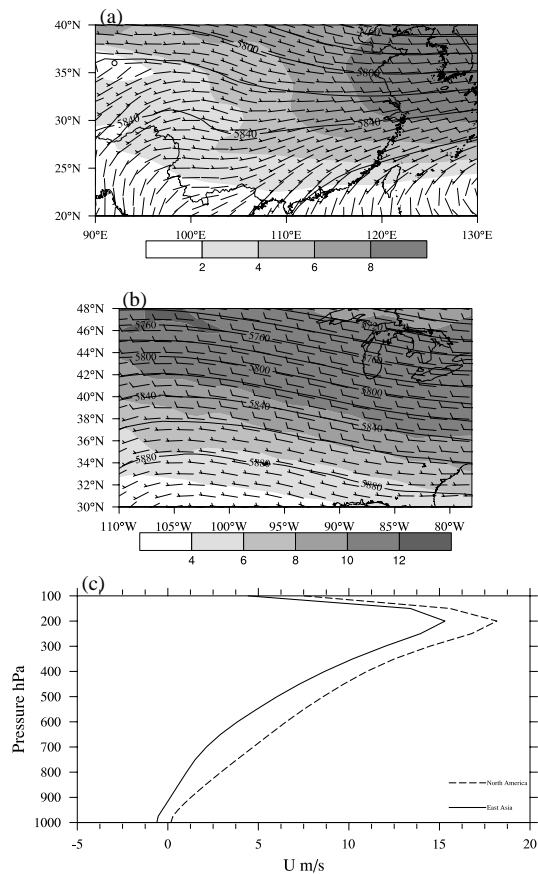 (a)
40°N
35°N
30°N
25°N
20°N
5760
5800
5800
5840
5840
5840
90°E 100°E 110°E 120°E 130°E
2 4 6 8
(b)
48°N
46°N
44°N
42°N
40°N
38°N
36°N
34°N
32°N
30°N
5760
5760
5760
5800
5800
5800
5840
5840
5840
5880
5880
5880
110°W 105°W 100°W 95°W 90°W 85°W 80°W
4 6 8 10 12
(c)
100
200
300
400
500
600
700
800
900
1000
Pressure hPa
North America
East Asia
-5 0 5 10 15 20
U m/s